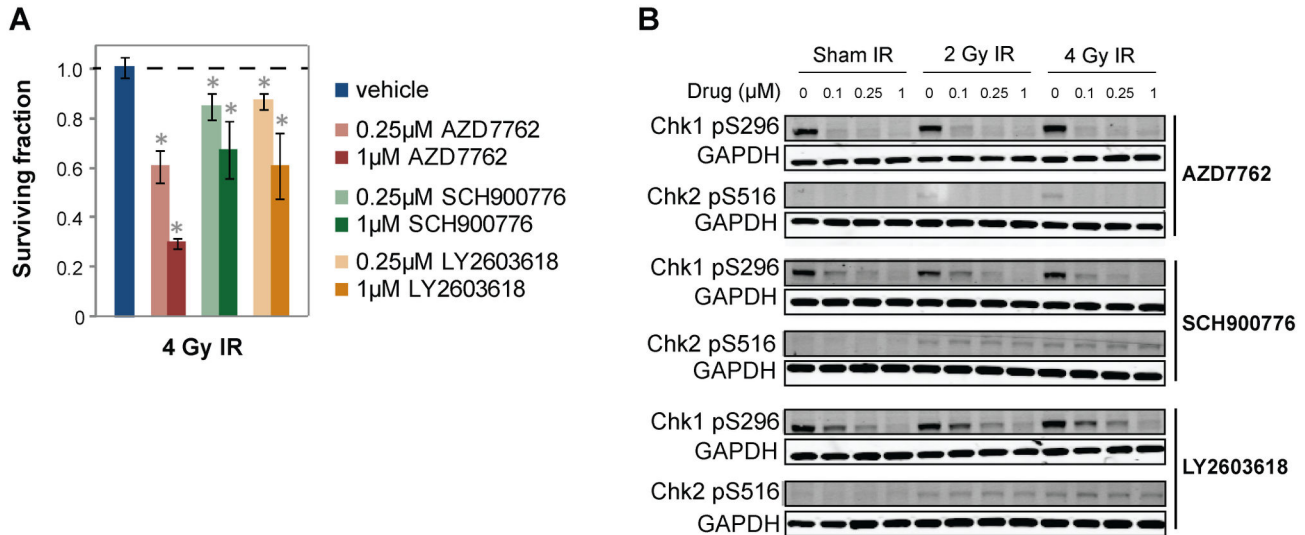 A
Surviving fraction
1.0
0.8
0.6
0.4
0.2
0
* * * * * *
4 Gy IR
vehicle
0.25µM AZD7762
1µM AZD7762
0.25µM SCH900776
1µM SCH900776
0.25µM LY2603618
1µM LY2603618
B
Sham IR 2 Gy IR 4 Gy IR
Drug (µM) 0 0.1 0.25 1 0 0.1 0.25 1 0 0.1 0.25 1
Chk1 pS296
GAPDH
Chk2 pS516
GAPDH
AZD7762
Chk1 pS296
GAPDH
Chk2 pS516
GAPDH
SCH900776
Chk1 pS296
GAPDH
Chk2 pS516
GAPDH
LY2603618